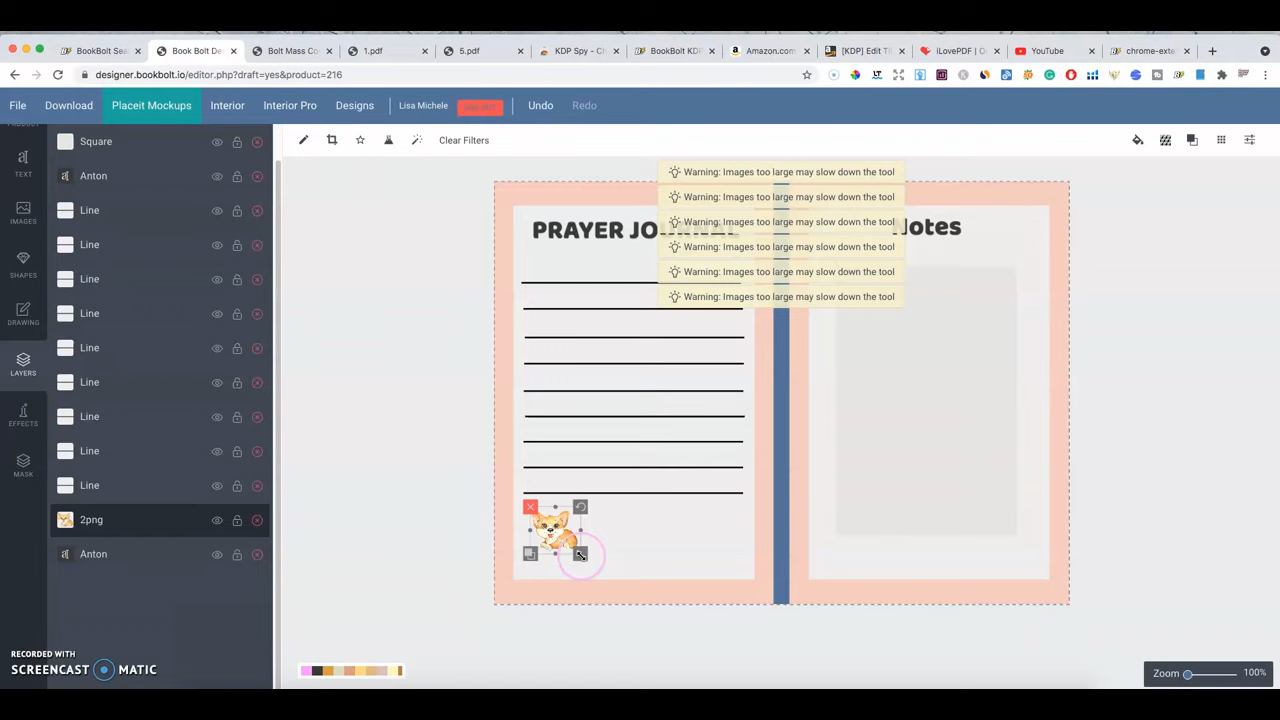 BookBolt Sea
Book Bolt De
Bolt Mass Co
1.pdf
5.pdf
KDP Spy - C
BookBolt KDP
Amazon.com
[KDP] Edit Ti
iLovePDF | O
YouTube
chrome-exte
designer.bookbolt.io/editor.php?draft=yes&product=216
File
Download
Placeit Mockups
Interior
Interior Pro
Designs
Lisa Michele
Undo
Redo
TEXT
IMAGES
SHAPES
DRAWING
LAYERS
EFFECTS
MASK
Square
Anton
Line
Line
Line
Line
Line
Line
Line
Line
Line
2png
Anton
Clear Filters
Warning: Images too large may slow down the tool
Warning: Images too large may slow down the tool
Warning: Images too large may slow down the tool
Warning: Images too large may slow down the tool
Warning: Images too large may slow down the tool
Warning: Images too large may slow down the tool
PRAYER JOURNAL
Notes
RECORDED WITH
SCREENCAST MATIC
Zoom 100%